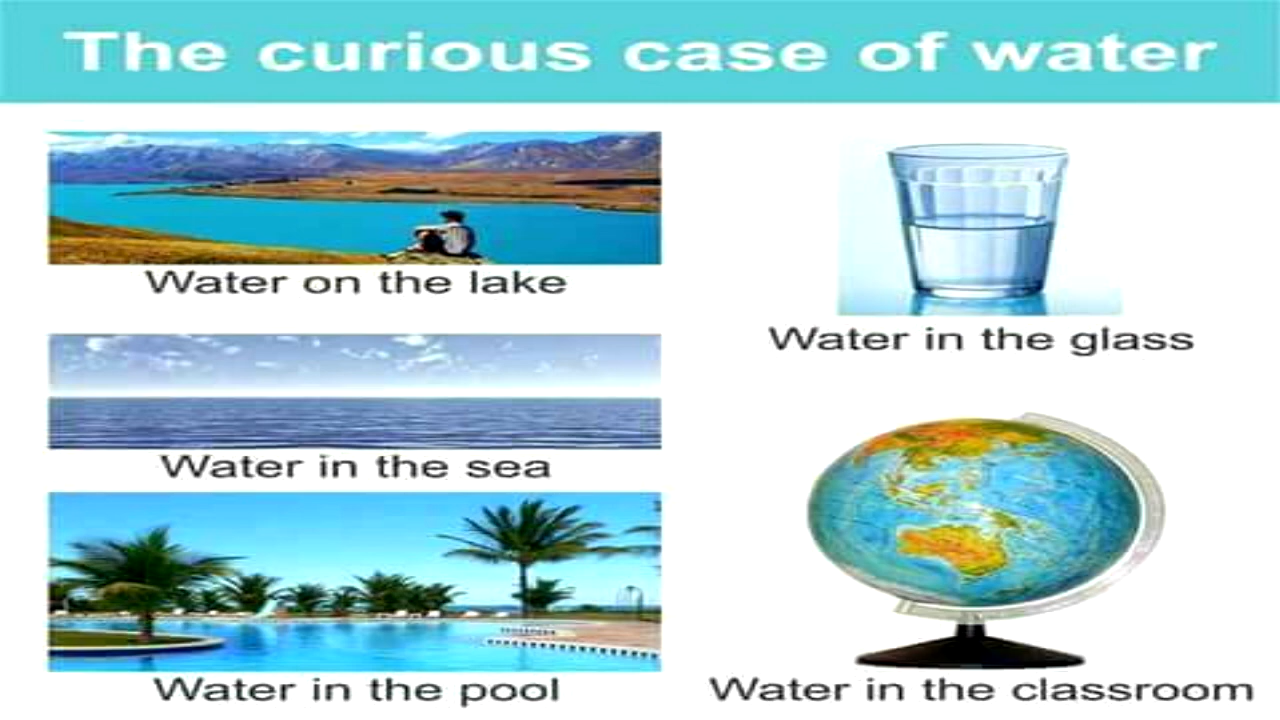 The curious case of water
Water on the lake
Water in the glass
Water in the sea
Water in the pool
Water in the classroom